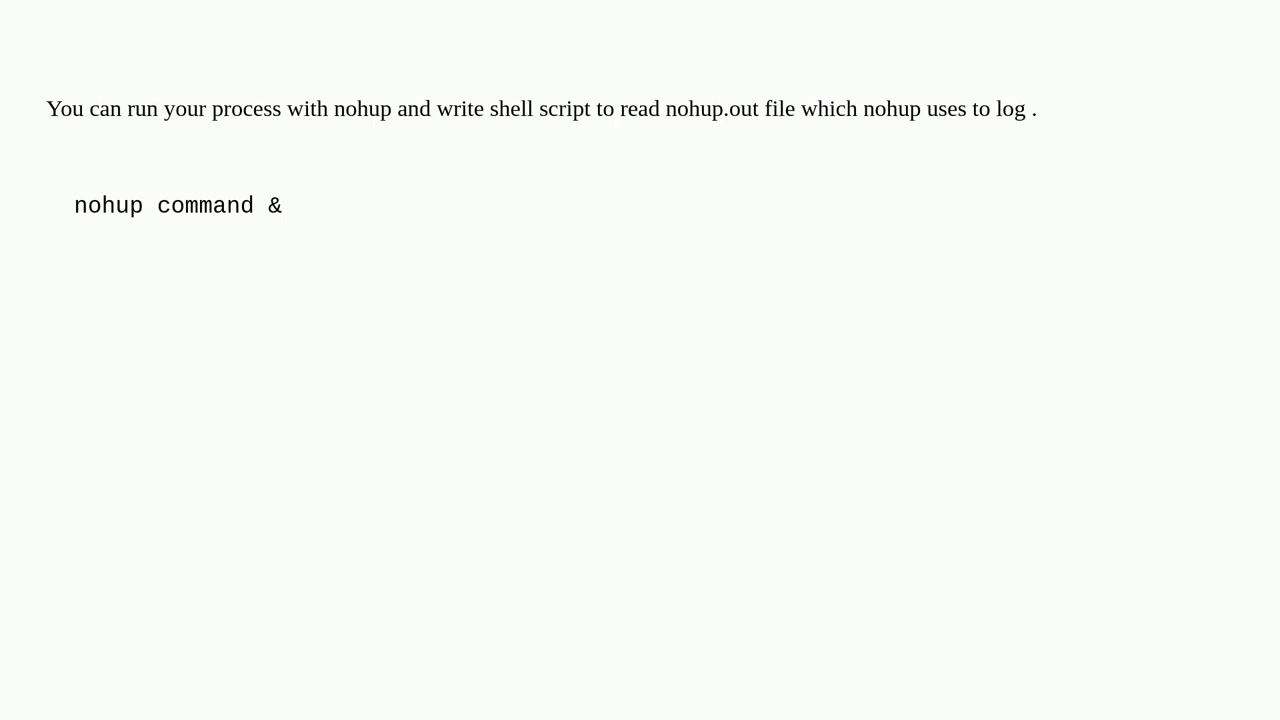 You can run your process with nohup and write shell script to read nohup.out file which nohup uses to log .
nohup command &